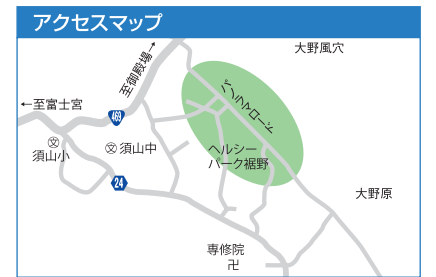 アクセスマップ
大野風穴
至御殿場→
←至富士宮
パノラマロード
469
文
須山小
文 須山中
ヘルシー
パーク裾野
24
大野原
専修院
卍